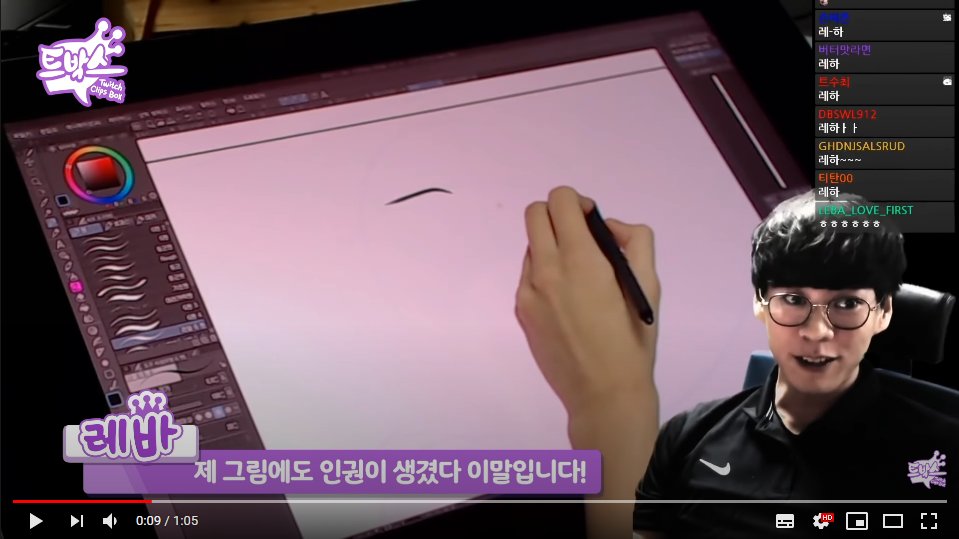 트박스
Twitch
Clips Box
레-하
버터맛라면
레하
트수최
레하
DBSWL912
레하ㅏㅏ
GHDNJSALSRUD
레하~~~
티탄00
레하
LEBA_LOVE_FIRST
ㅎㅎㅎㅎㅎㅎ
레바
제 그림에도 인권이 생겼다 이말입니다!
트박스
0:09 / 1:05
HD